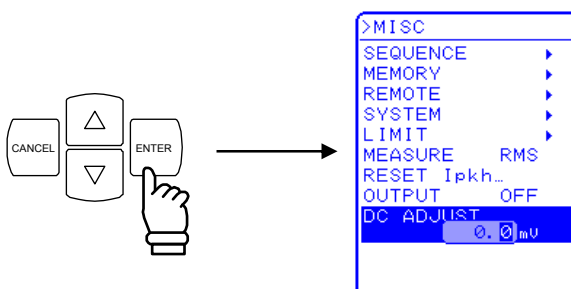 CANCEL
ENTER
>MISC
SEQUENCE
MEMORY
REMOTE
SYSTEM
LIMIT
MEASURE RMS
RESET Ipkh…
OUTPUT OFF
DC ADJUST
0.0mV